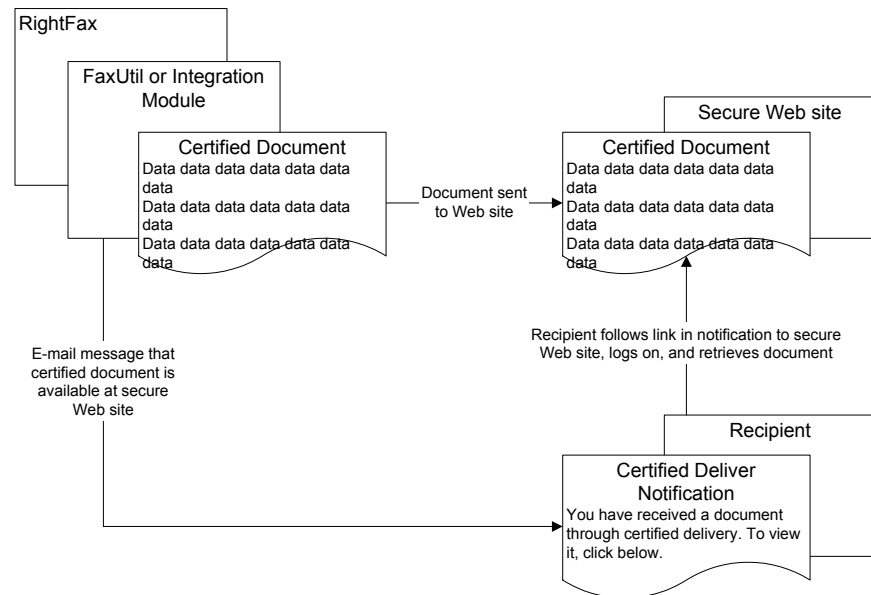 RightFax
FaxUtil or Integration
Module
Certified Document
Data data data data data data
data
Data data data data data data
data
Data data data data data data
data
Document sent
to Web site
Secure Web site
Certified Document
Data data data data data data
data
Data data data data data data
data
Data data data data data data
data
E-mail message that
certified document is
available at secure
Web site
Recipient follows link in notification to secure
Web site, logs on, and retrieves document
Recipient
Certified Deliver
Notification
You have received a document
through certified delivery. To view
it, click below.